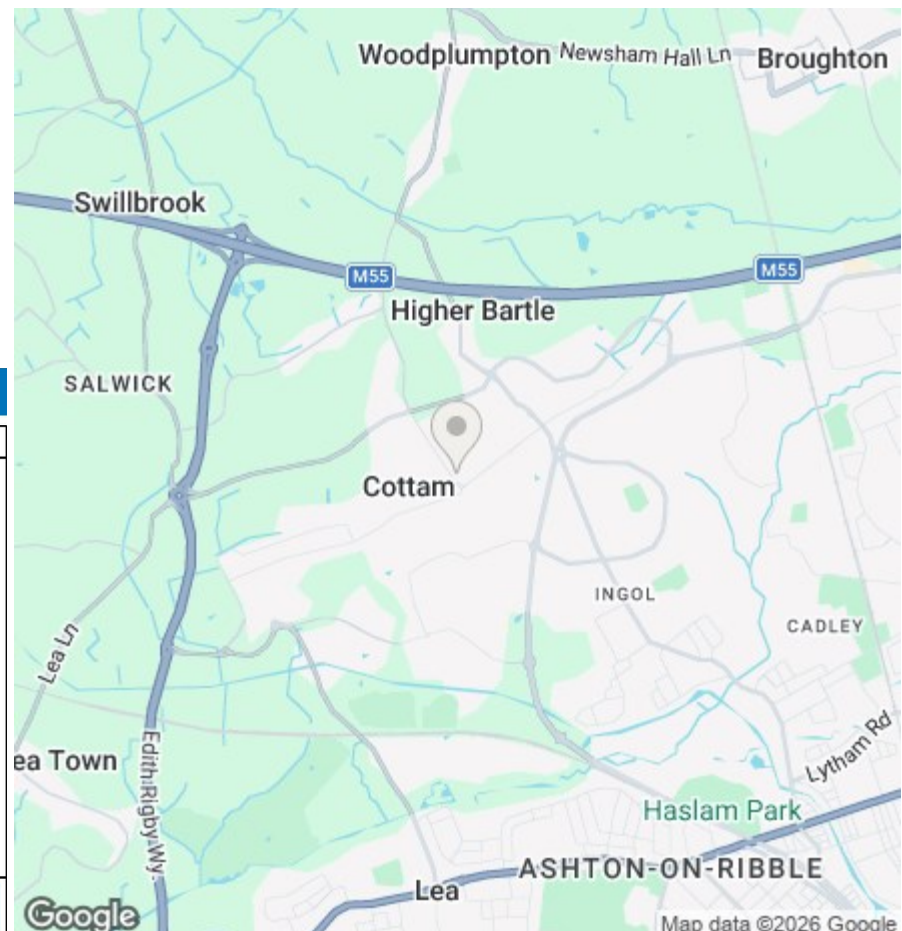 Woodplumpton
Newsham Hall Ln
Broughton
Swillbrook
M55
M55
Higher Bartle
SALWICK
Cottam
INGOL
CADLEY
Lea Ln
ea Town
Edith Rigby Wy.
Lytham Rd
Haslam Park
ASHTON-ON-RIBBLE
Lea
Google
Map data ©2026 Google